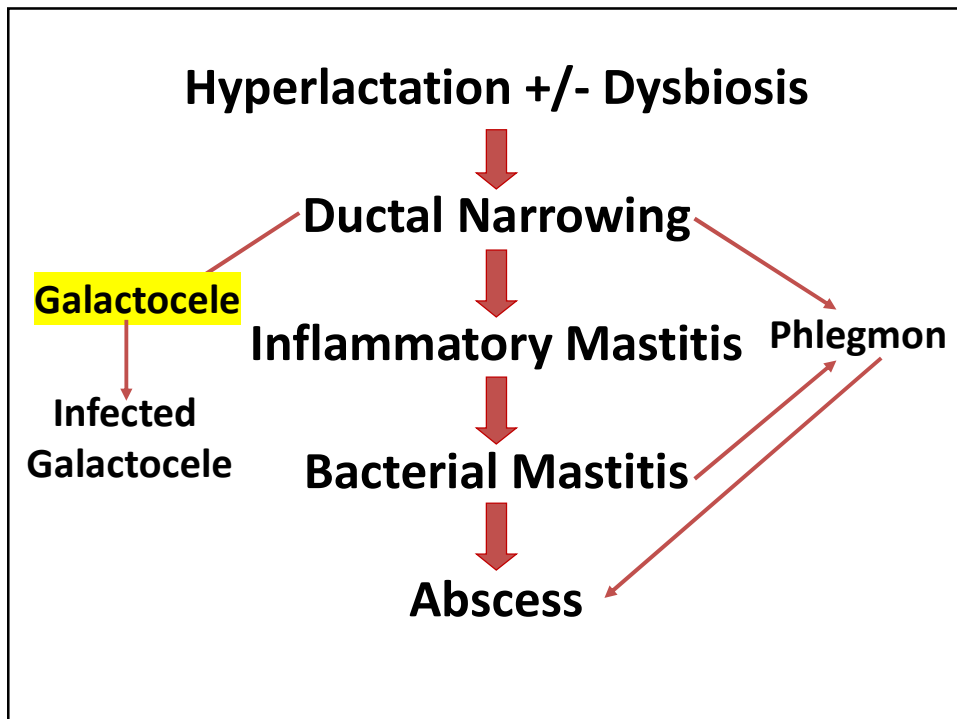 Hyperlactation +/- Dysbiosis
Ductal Narrowing
Galactocele
Inflammatory Mastitis
Phlegmon
Infected
Galactocele
Bacterial Mastitis
Abscess